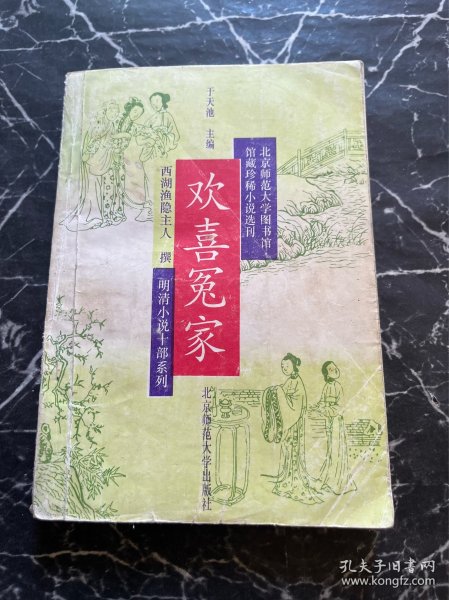 于天池 主编
北京师范大学图书馆
馆藏珍稀小说选刊
欢喜冤家
西湖渔隐主人 撰
明清小说十部系列
北京师范大学出版社
孔夫子旧书网
www.kongfz.com